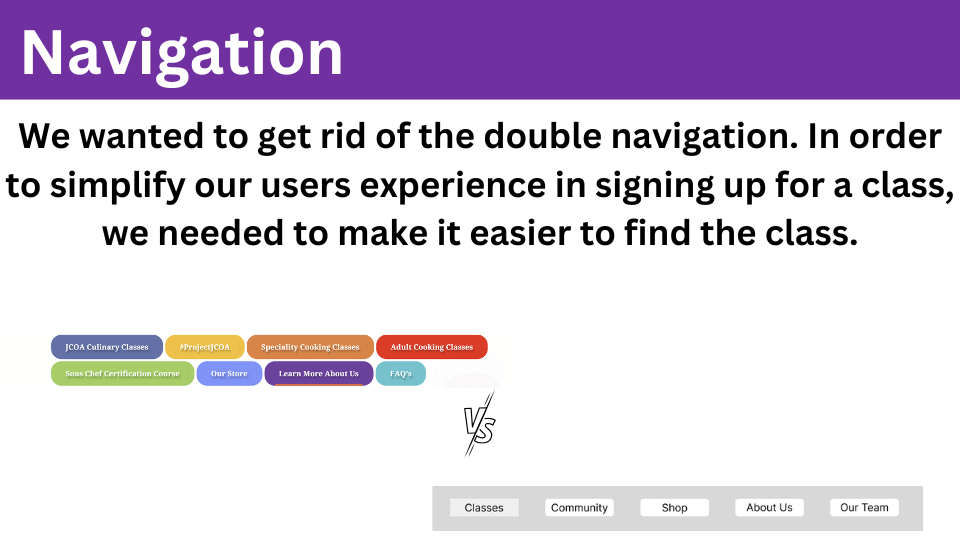 Navigation
We wanted to get rid of the double navigation. In order
to simplify our users experience in signing up for a class,
we needed to make it easier to find the class.
JCOA Culinary Classes #ProjectJCOA Speciality Cooking Classes Adult Cooking Classes
Sous Chef Certification Course Our Store Learn More About Us FAQ's
VS
Classes Community Shop About Us Our Team